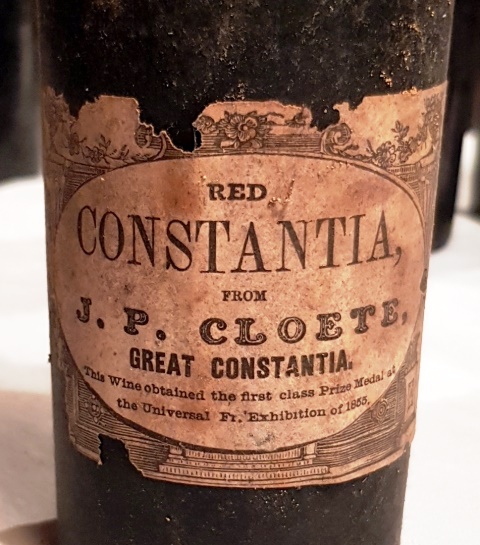 RED
CONSTANTIA,
FROM
J. P. CLOETE,
GREAT CONSTANTIA.
This Wine obtained the first class Prize Medal at
the Universal Fr. Exhibition of 1855,